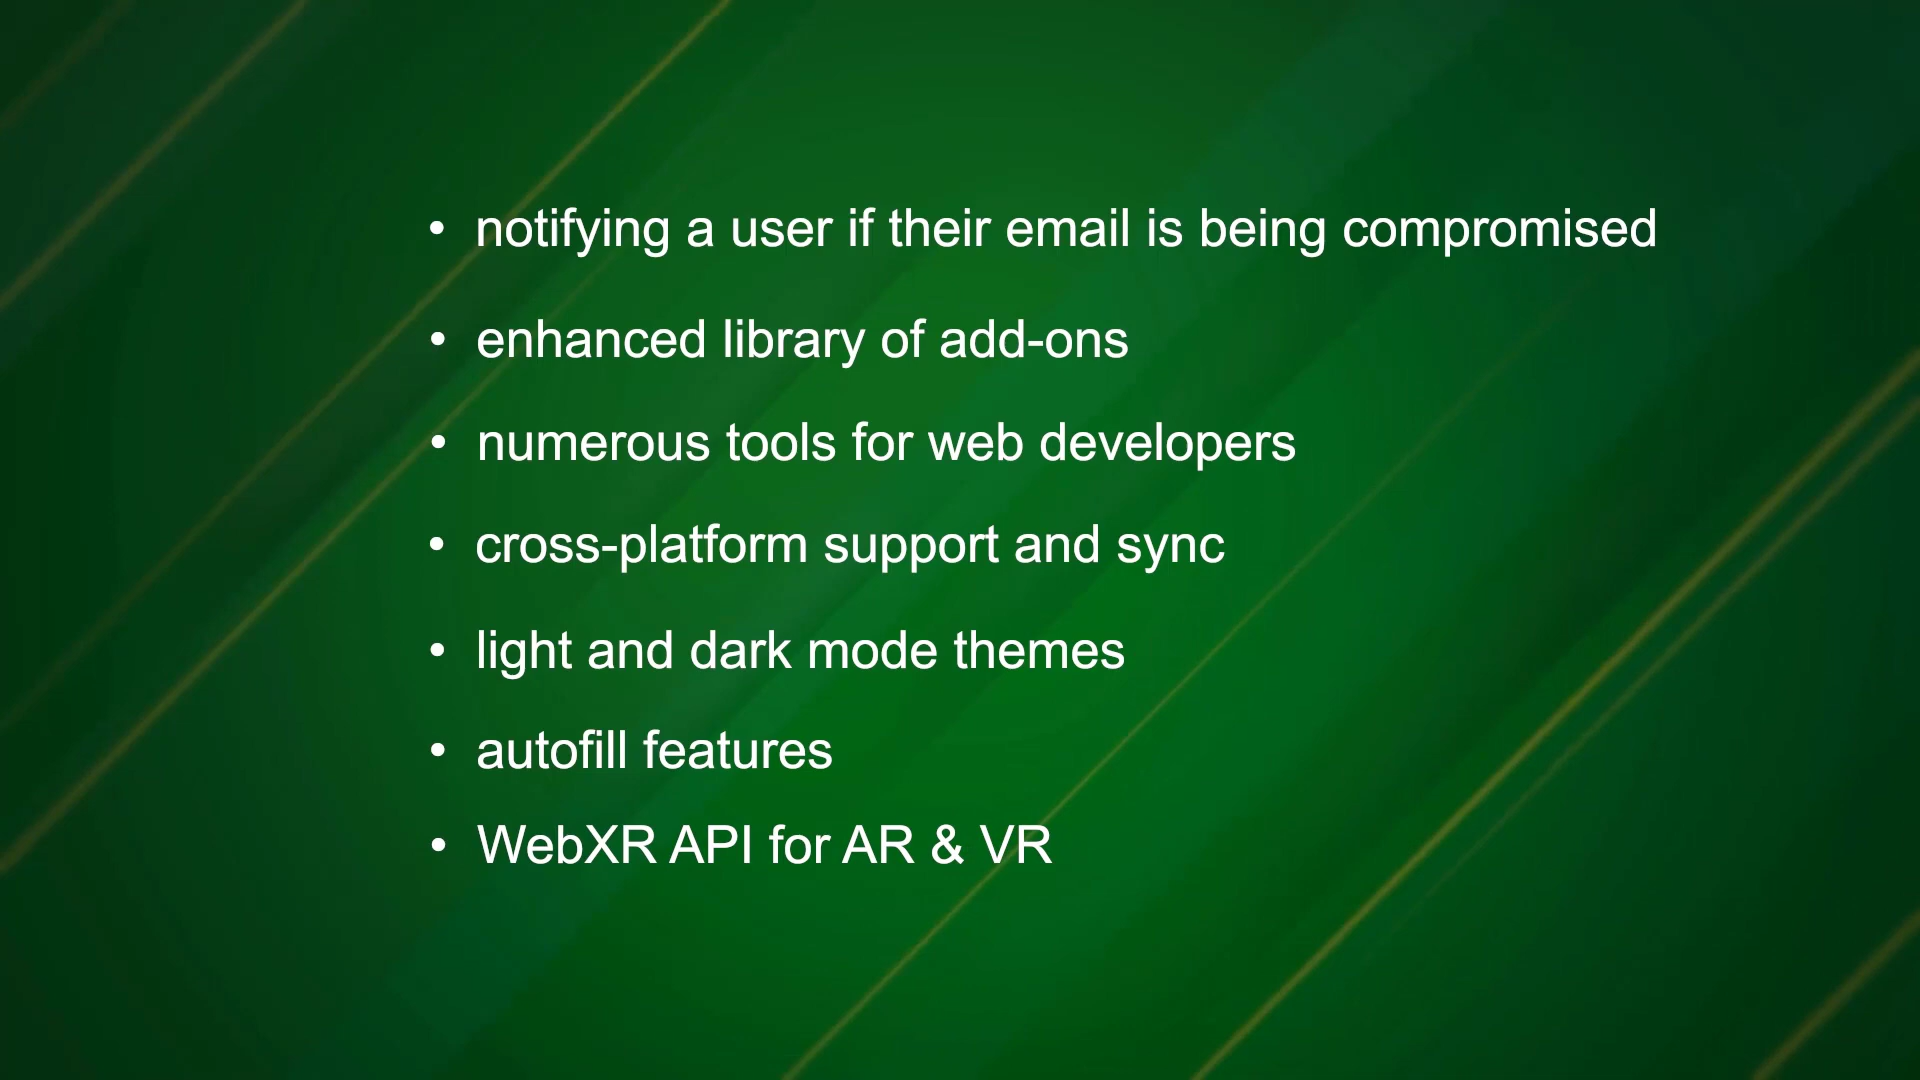 • notifying a user if their email is being compromised
• enhanced library of add-ons
• numerous tools for web developers
• cross-platform support and sync
• light and dark mode themes
• autofill features
• WebXR API for AR & VR